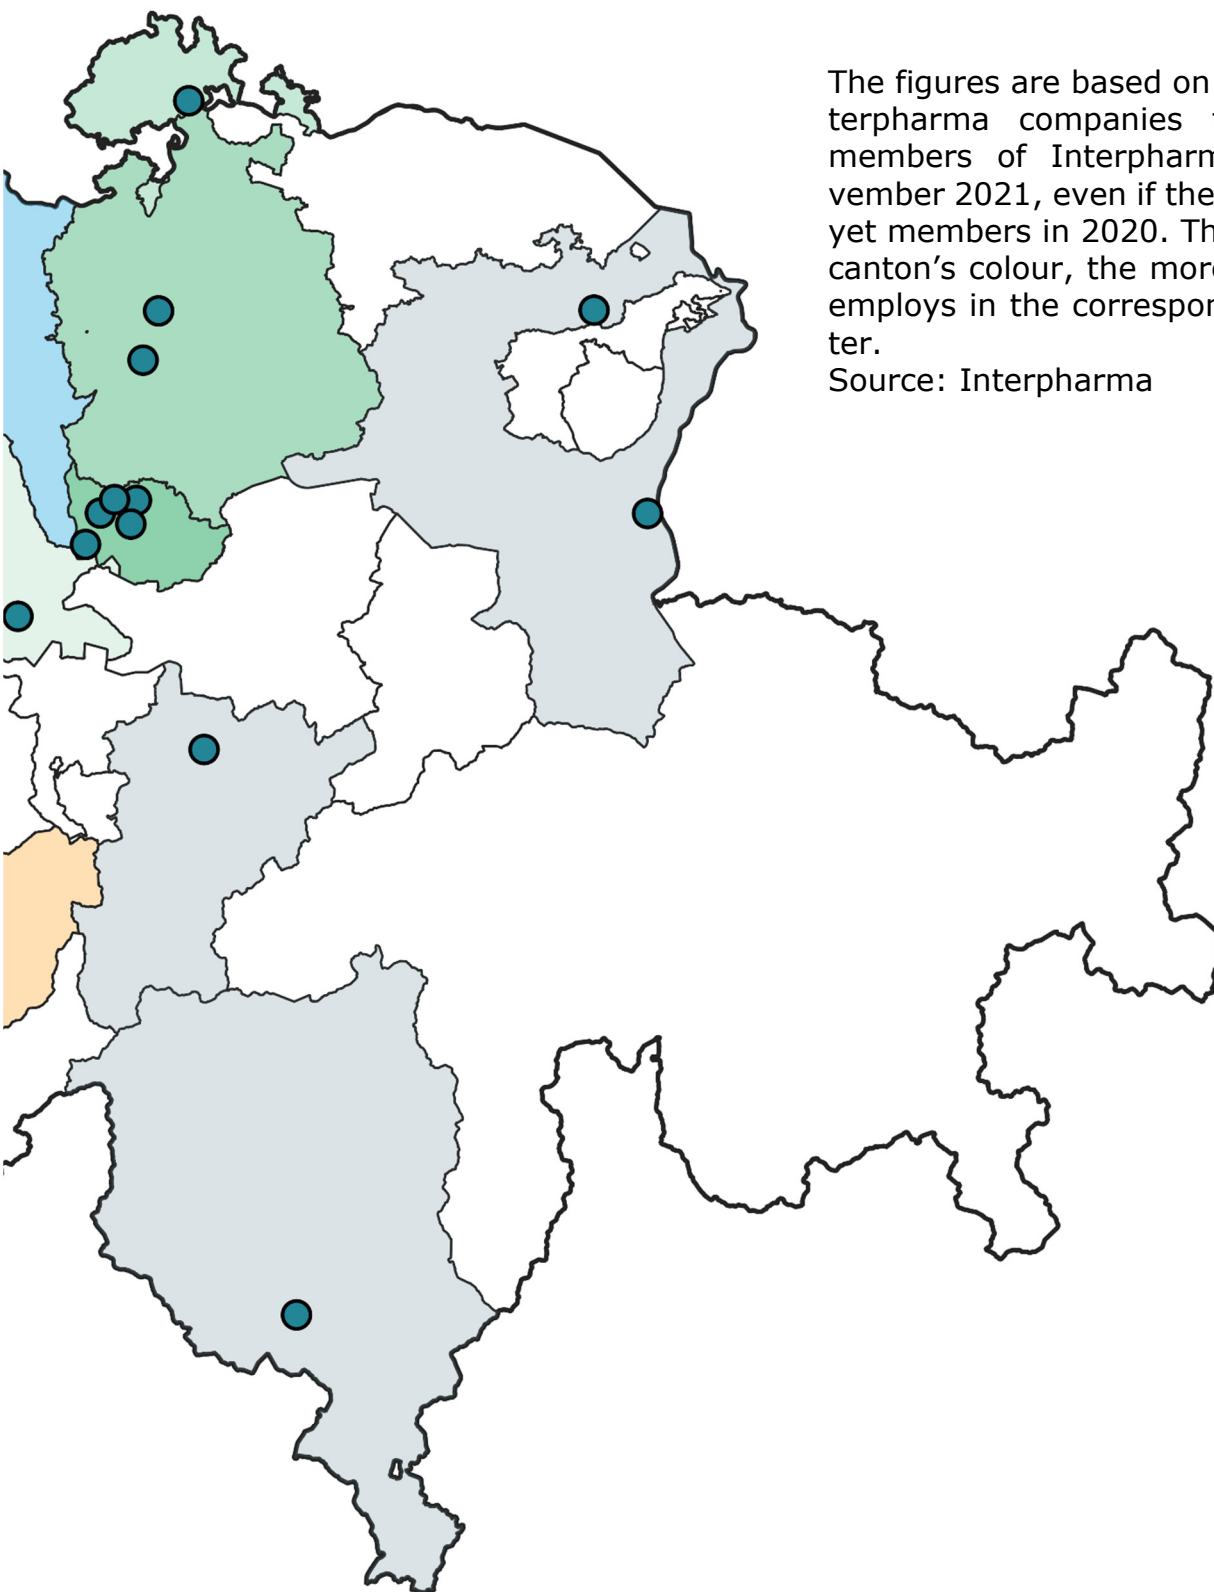 The figures are based on
terpharma companies
members of Interpharm
vember 2021, even if the
yet members in 2020. Th
canton's colour, the more
employs in the correspon
ter.
Source: Interpharma